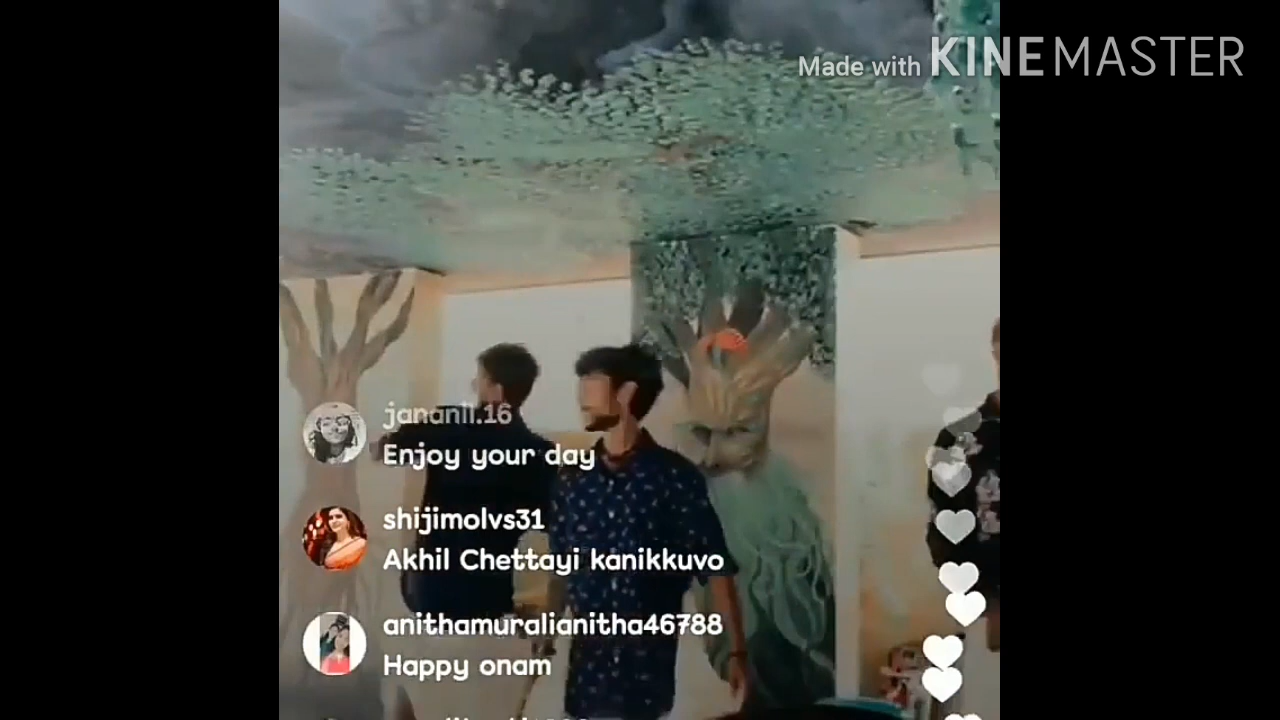 Made with KINEMASTER
jananii.16
Enjoy your day
shijimolvs31
Akhil Chettayi kanikkuvo
anithamuralianitha46788
Happy onam